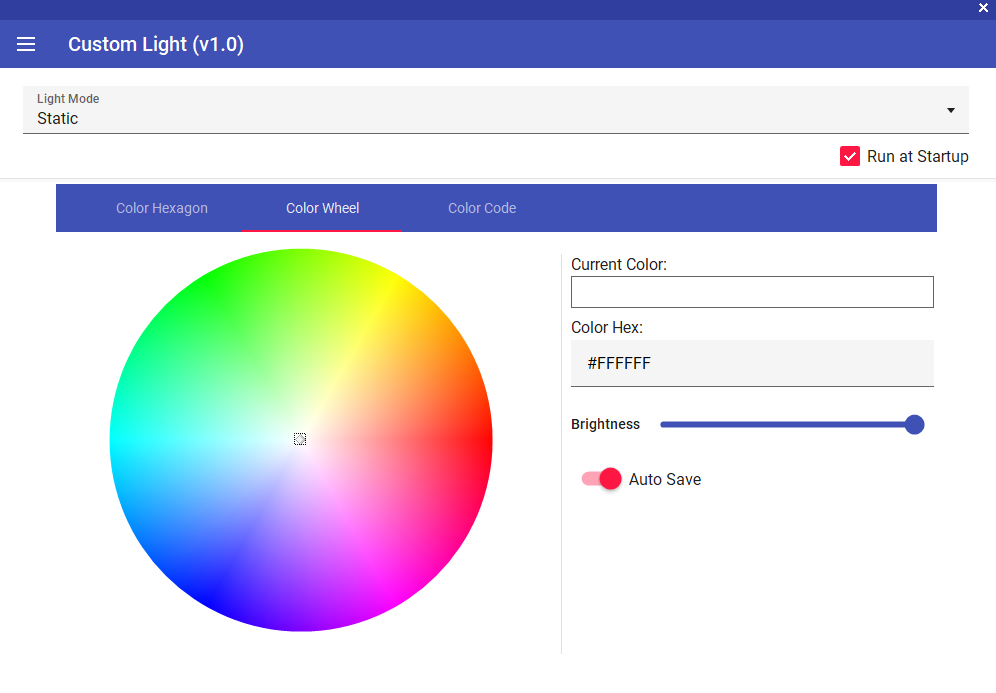 Custom Light (v1.0)
Light Mode
Static
Run at Startup
Color Hexagon
Color Wheel
Color Code
Current Color:
Color Hex:
#FFFFFF
Brightness
Auto Save